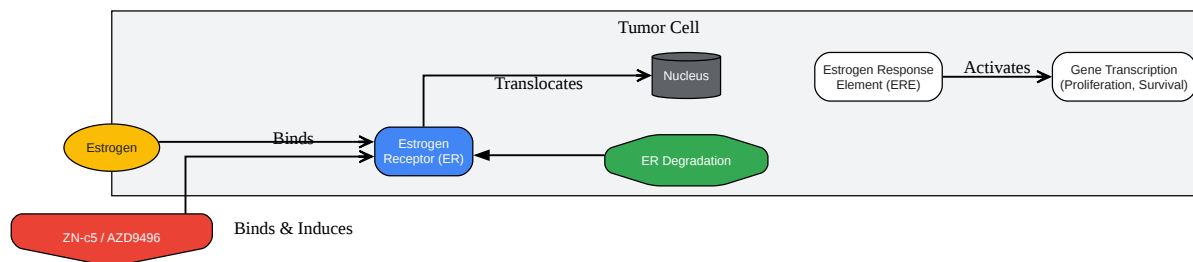 Tumor Cell
Nucleus
Translocates
Estrogen Response
Element (ERE)
Activates
Gene Transcription
(Proliferation, Survival)
Estrogen
Binds
Estrogen
Receptor (ER)
ER Degradation
ZN-c5 / AZD9496
Binds & Induces